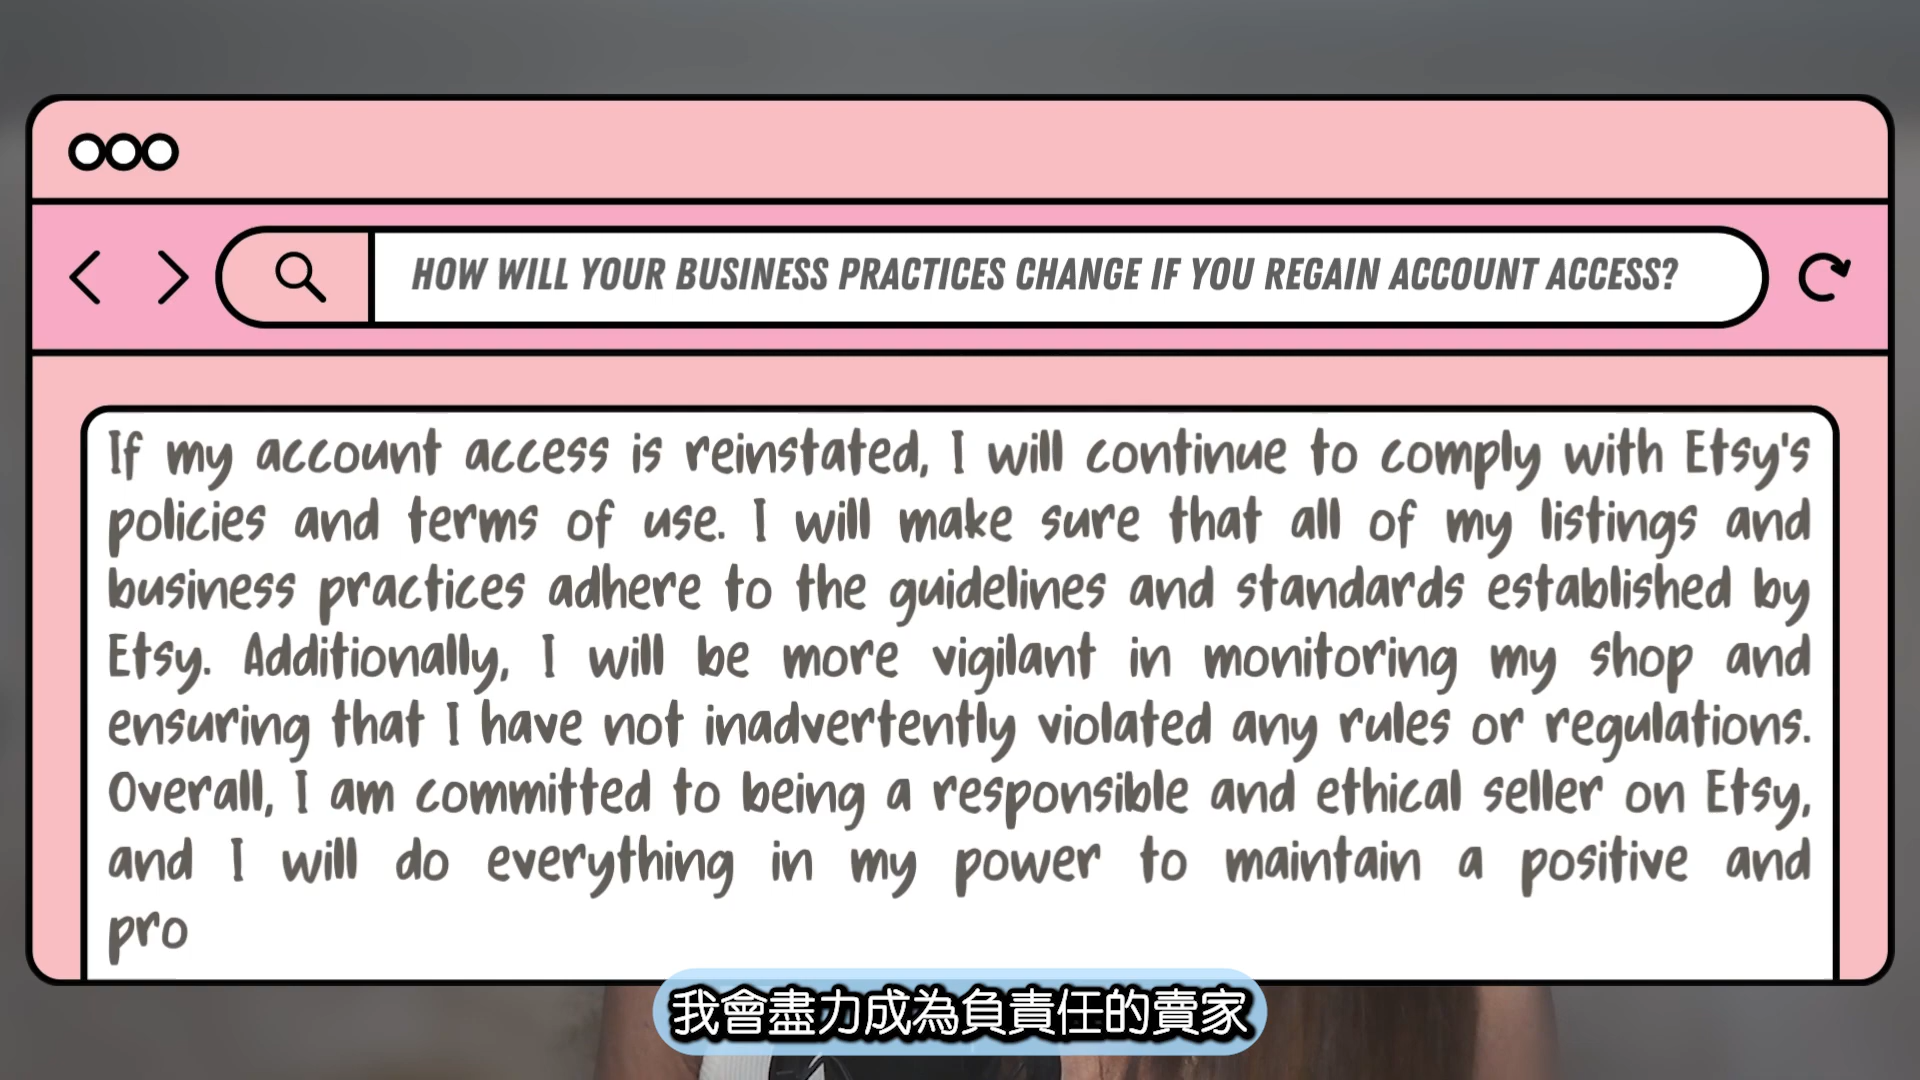 HOW WILL YOUR BUSINESS PRACTICES CHANGE IF YOU REGAIN ACCOUNT ACCESS?
If my account access is reinstated, I will continue to comply with Etsy's
policies and terms of use. I will make sure that all of my listings and
business practices adhere to the guidelines and standards established by
Etsy. Additionally, I will be more vigilant in monitoring my shop and
ensuring that I have not inadvertently violated any rules or regulations.
Overall, I am committed to being a responsible and ethical seller on Etsy,
and I will do everything in my power to maintain a positive and
pro
我會盡力成為負責任的賣家